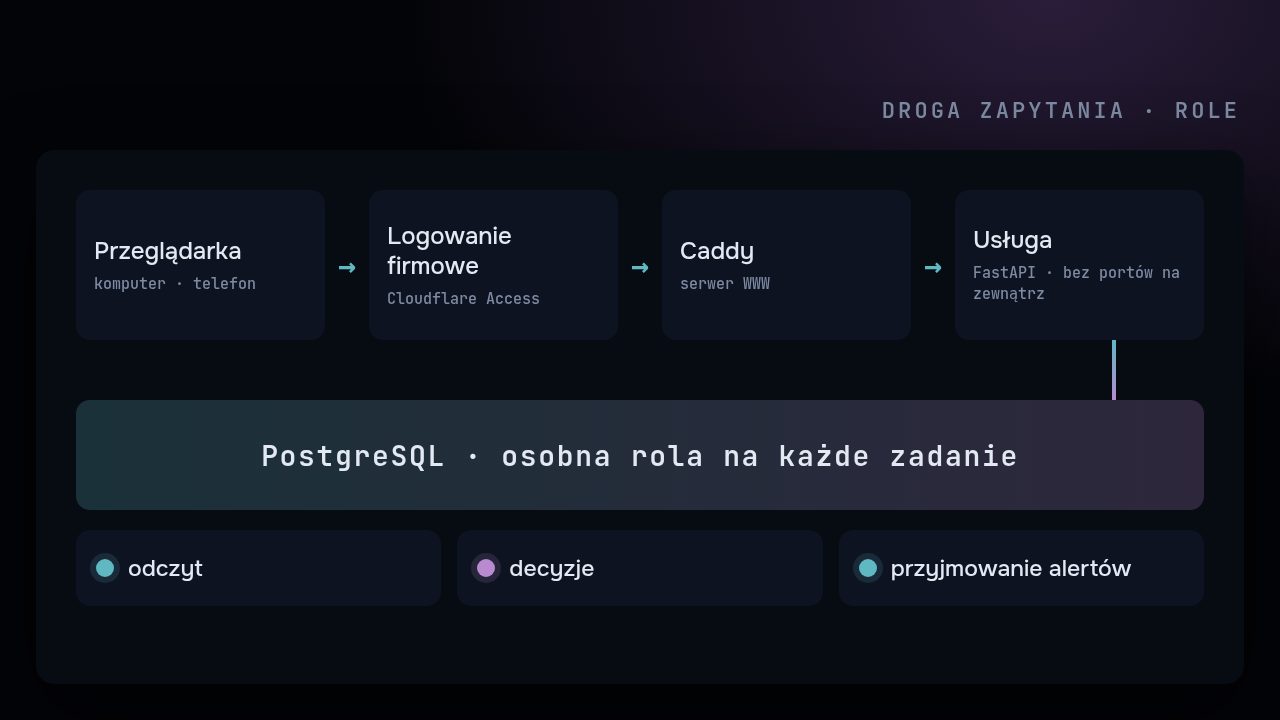 DROGA ZAPYTANIA · ROLE
Przeglądarka
komputer · telefon
→
Logowanie
firmowe
Cloudflare Access
→
Caddy
serwer WWW
→
Usługa
FastAPI · bez portów na
zewnątrz
PostgreSQL · osobna rola na każde zadanie
odczyt
decyzje
przyjmowanie alertów